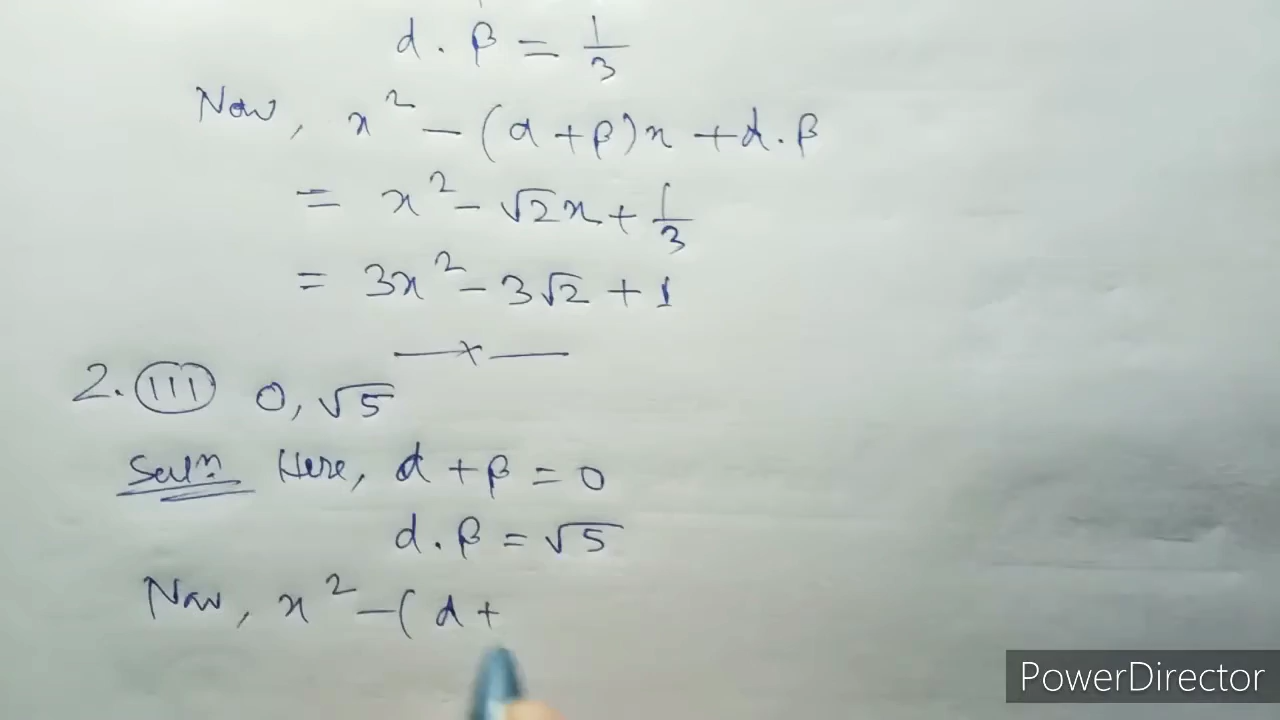 α . β = 1/3
Now, x² - (α + β)x + α . β
= x² - √2x + 1/3
= 3x² - 3√2 + 1
—x—
2. (III) 0, √5
Solⁿ Here, α + β = 0
α . β = √5
Now, x² - ( α +
PowerDirector